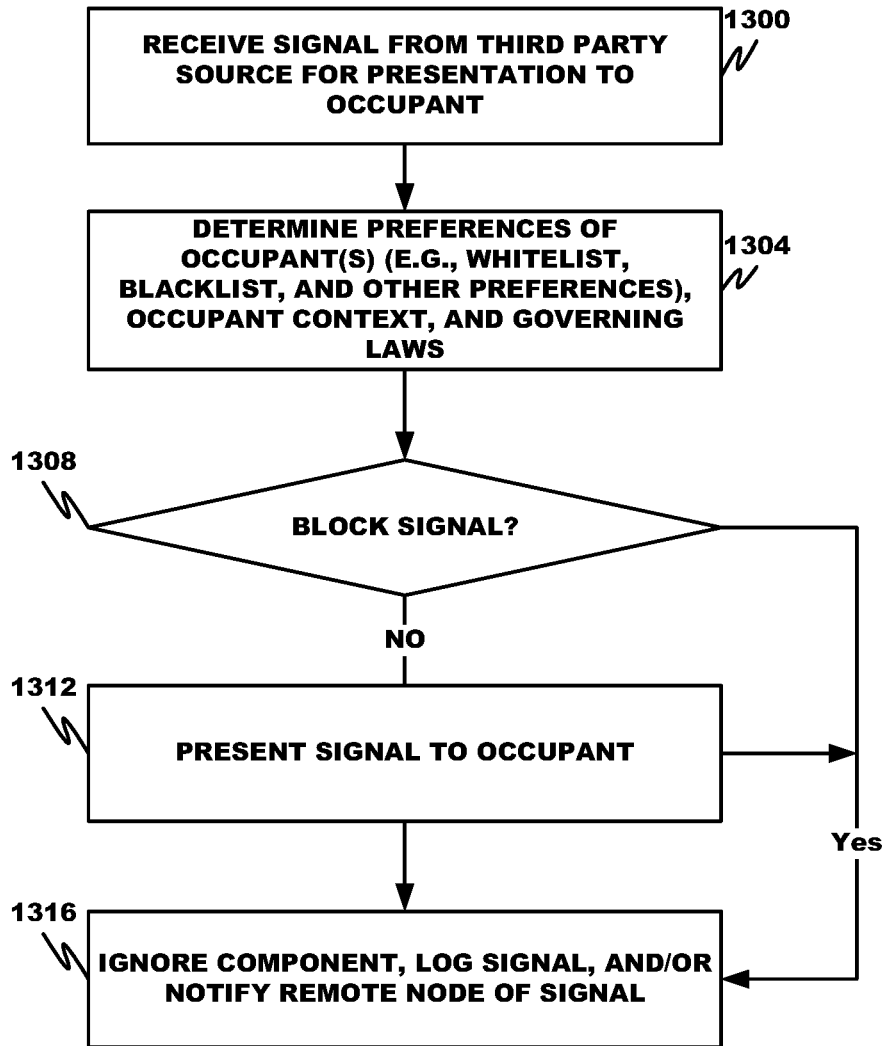 1300
RECEIVE SIGNAL FROM THIRD PARTY
SOURCE FOR PRESENTATION TO
OCCUPANT
DETERMINE PREFERENCES OF
OCCUPANT(S) (E.G., WHITELIST,
BLACKLIST, AND OTHER PREFERENCES),
OCCUPANT CONTEXT, AND GOVERNING
LAWS
1304
1308
BLOCK SIGNAL?
NO
1312
PRESENT SIGNAL TO OCCUPANT
Yes
1316
IGNORE COMPONENT, LOG SIGNAL, AND/OR
NOTIFY REMOTE NODE OF SIGNAL